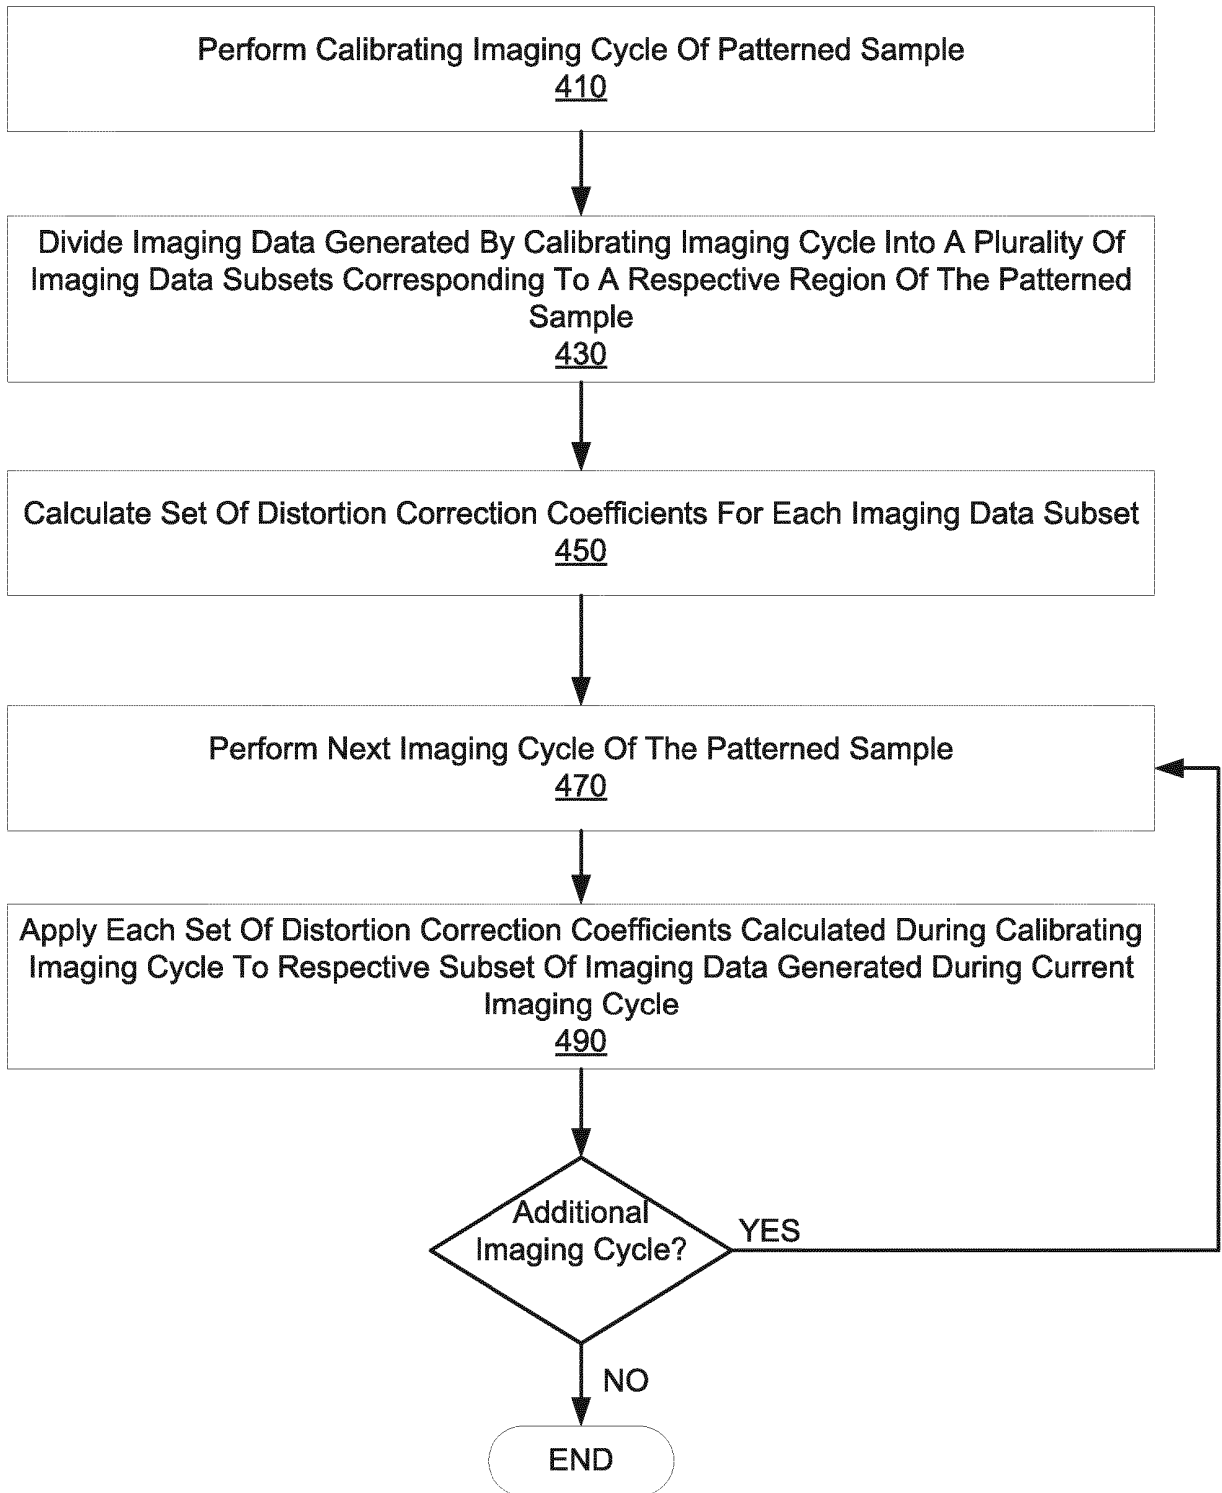 Perform Calibrating Imaging Cycle Of Patterned Sample
410
Divide Imaging Data Generated By Calibrating Imaging Cycle Into A Plurality Of
Imaging Data Subsets Corresponding To A Respective Region Of The Patterned
Sample
430
Calculate Set Of Distortion Correction Coefficients For Each Imaging Data Subset
450
Perform Next Imaging Cycle Of The Patterned Sample
470
Apply Each Set Of Distortion Correction Coefficients Calculated During Calibrating
Imaging Cycle To Respective Subset Of Imaging Data Generated During Current
Imaging Cycle
490
Additional
Imaging Cycle?
YES
NO
END